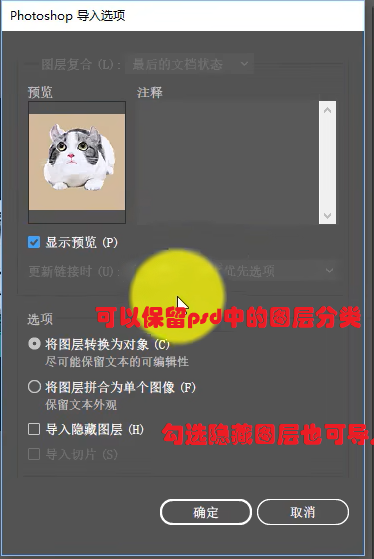 Photoshop 导入选项
图层复合 (L): 最后的文档状态
预览
注释
显示预览 (P)
更新链接时 (U): 优先选项
可以保留psd中的图层分类
选项
将图层转换为对象 (C)
尽可能保留文本的可编辑性
将图层拼合为单个图像 (F)
保留文本外观
导入隐藏图层 (H)
勾选隐藏图层也可导
导入切片 (S)
确定
取消